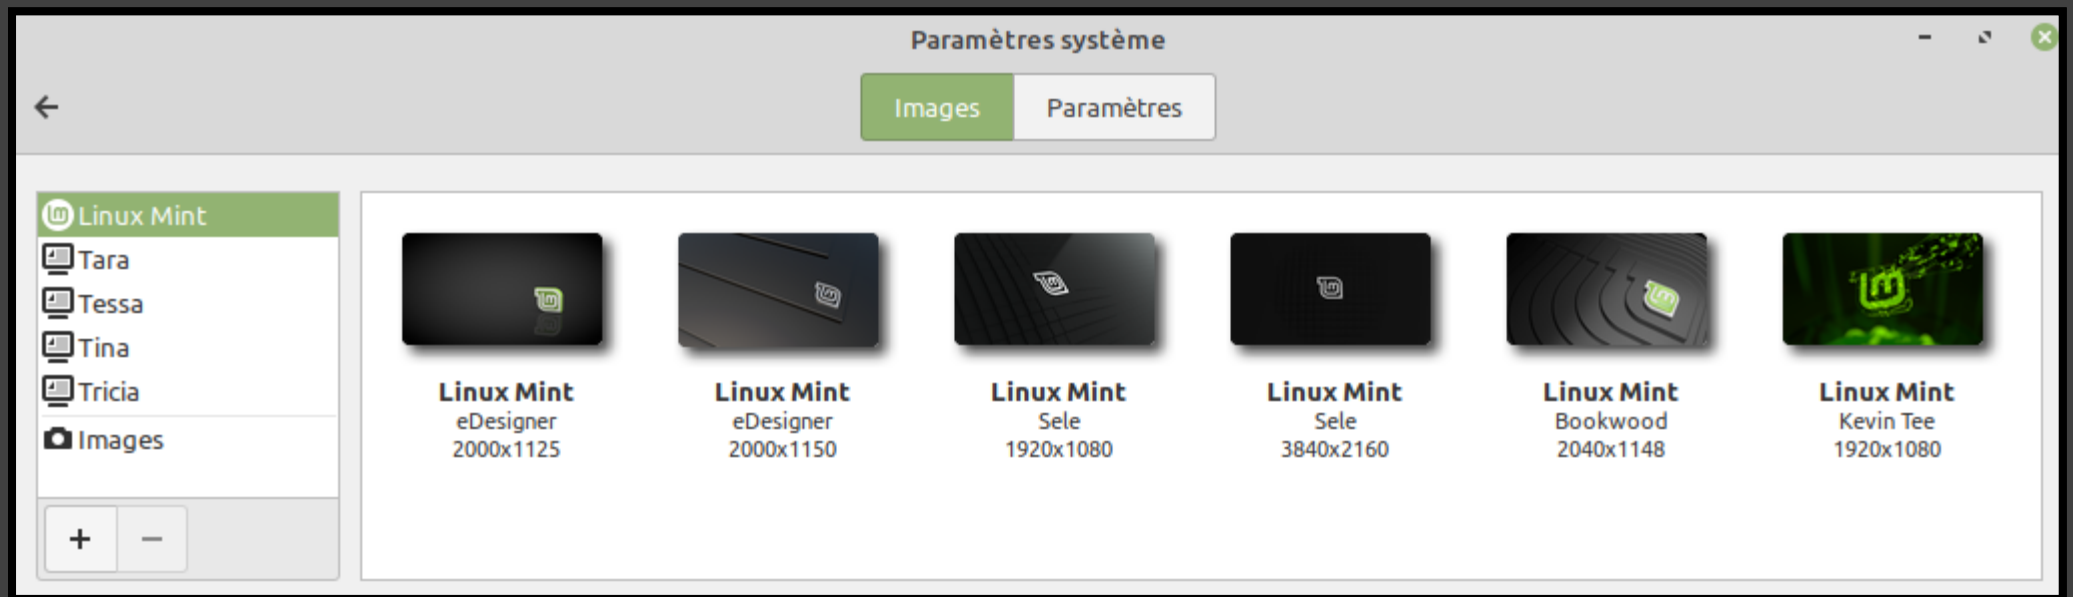 Paramètres système
Images
Paramètres
Linux Mint
Tara
Tessa
Tina
Tricia
Images
Linux Mint
eDesigner
2000x1125
Linux Mint
eDesigner
2000x1150
Linux Mint
Sele
1920x1080
Linux Mint
Sele
3840x2160
Linux Mint
Bookwood
2040x1148
Linux Mint
Kevin Tee
1920x1080